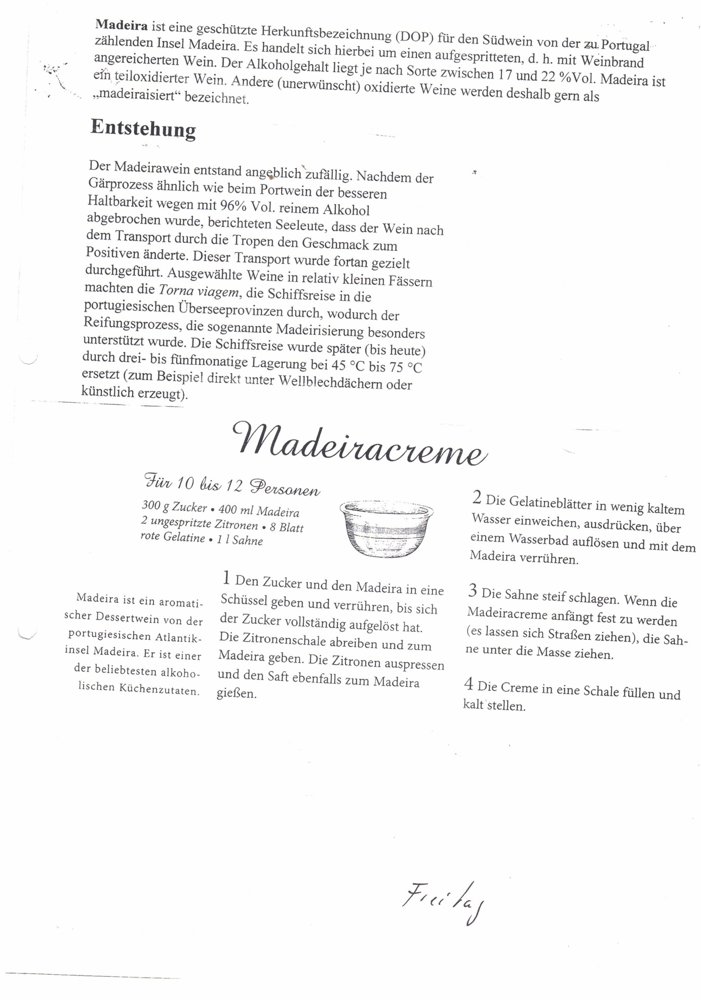 Madeira ist eine geschützte Herkunftsbezeichnung (DOP) für den Südwein von der zu Portugal
zählenden Insel Madeira. Es handelt sich hierbei um einen aufgespritteten, d. h. mit Weinbrand
angereicherten Wein. Der Alkoholgehalt liegt je nach Sorte zwischen 17 und 22 %Vol. Madeira ist
ein teiloxidierter Wein. Andere (unerwünscht) oxidierte Weine werden deshalb gern als
„madeiraisiert“ bezeichnet.
Entstehung
Der Madeirawein entstand angeblich zufällig. Nachdem der
Gärprozess ähnlich wie beim Portwein der besseren
Haltbarkeit wegen mit 96% Vol. reinem Alkohol
abgebrochen wurde, berichteten Seeleute, dass der Wein nach
dem Transport durch die Tropen den Geschmack zum
Positiven änderte. Dieser Transport wurde fortan gezielt
durchgeführt. Ausgewählte Weine in relativ kleinen Fässern
machten die Torna viagem, die Schiffsreise in die
portugiesischen Überseeprovinzen durch, wodurch der
Reifungsprozess, die sogenannte Madeirisierung besonders
unterstützt wurde. Die Schiffsreise wurde später (bis heute)
durch drei- bis fünfmonatige Lagerung bei 45 °C bis 75 °C
ersetzt (zum Beispiel direkt unter Wellblechdächern oder
künstlich erzeugt).
Madeiracreme
Für 10 bis 12 Personen
300 g Zucker • 400 ml Madeira
2 ungespritzte Zitronen • 8 Blatt
rote Gelatine • 1 l Sahne
Madeira ist ein aromati-
scher Dessertwein von der
portugiesischen Atlantik-
insel Madeira. Er ist einer
der beliebtesten alkoho-
lischen Küchenzutaten.
1 Den Zucker und den Madeira in eine
Schüssel geben und verrühren, bis sich
der Zucker vollständig aufgelöst hat.
Die Zitronenschale abreiben und zum
Madeira geben. Die Zitronen auspressen
und den Saft ebenfalls zum Madeira
gießen.
2 Die Gelatineblätter in wenig kaltem
Wasser einweichen, ausdrücken, über
einem Wasserbad auflösen und mit dem
Madeira verrühren.
3 Die Sahne steif schlagen. Wenn die
Madeiracreme anfängt fest zu werden
(es lassen sich Straßen ziehen), die Sah-
ne unter die Masse ziehen.
4 Die Creme in eine Schale füllen und
kalt stellen.
Freitag